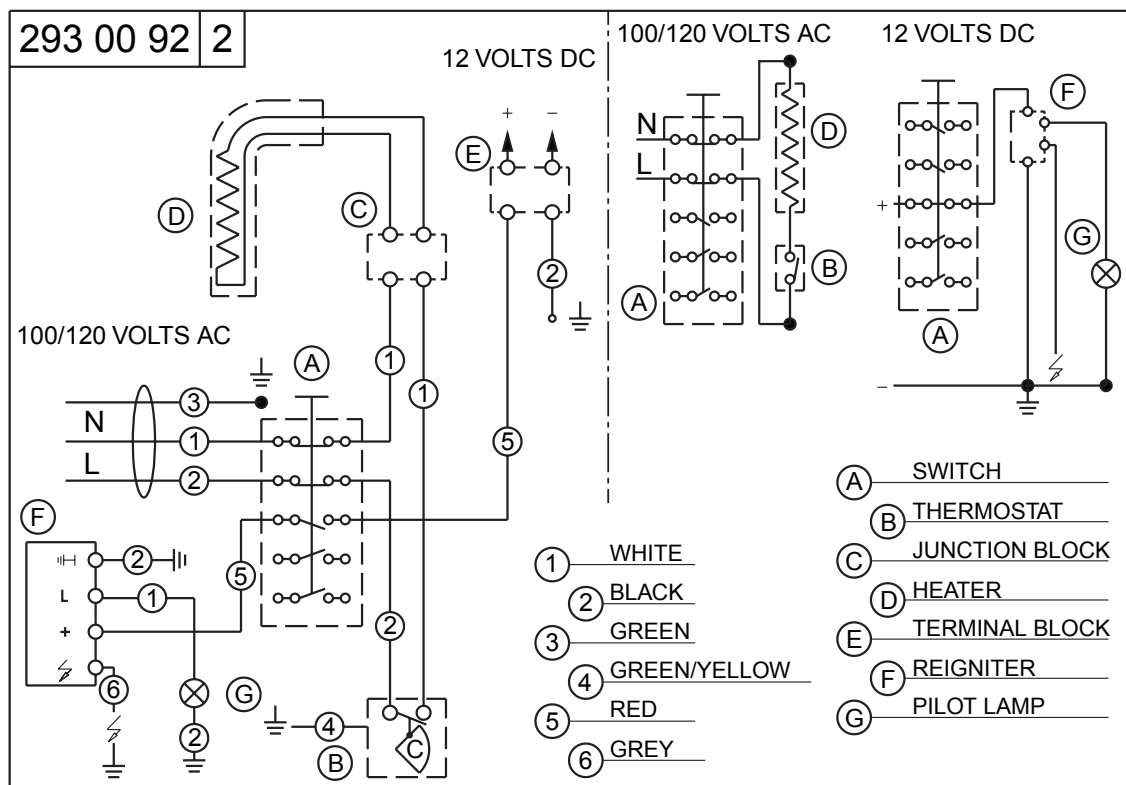 293 00 92 2
100/120 VOLTS AC
12 VOLTS DC
12 VOLTS DC
+ −
F
E
N
D
L
C
D
+
G
2
B
A
100/120 VOLTS AC
A
A
1
1
−
3
N
1
5
L
2
F
2
5
L 1
2
+
6
G
2
4
B
C
A SWITCH
B THERMOSTAT
C JUNCTION BLOCK
D HEATER
E TERMINAL BLOCK
F REIGNITER
G PILOT LAMP
1 WHITE
2 BLACK
3 GREEN
4 GREEN/YELLOW
5 RED
6 GREY